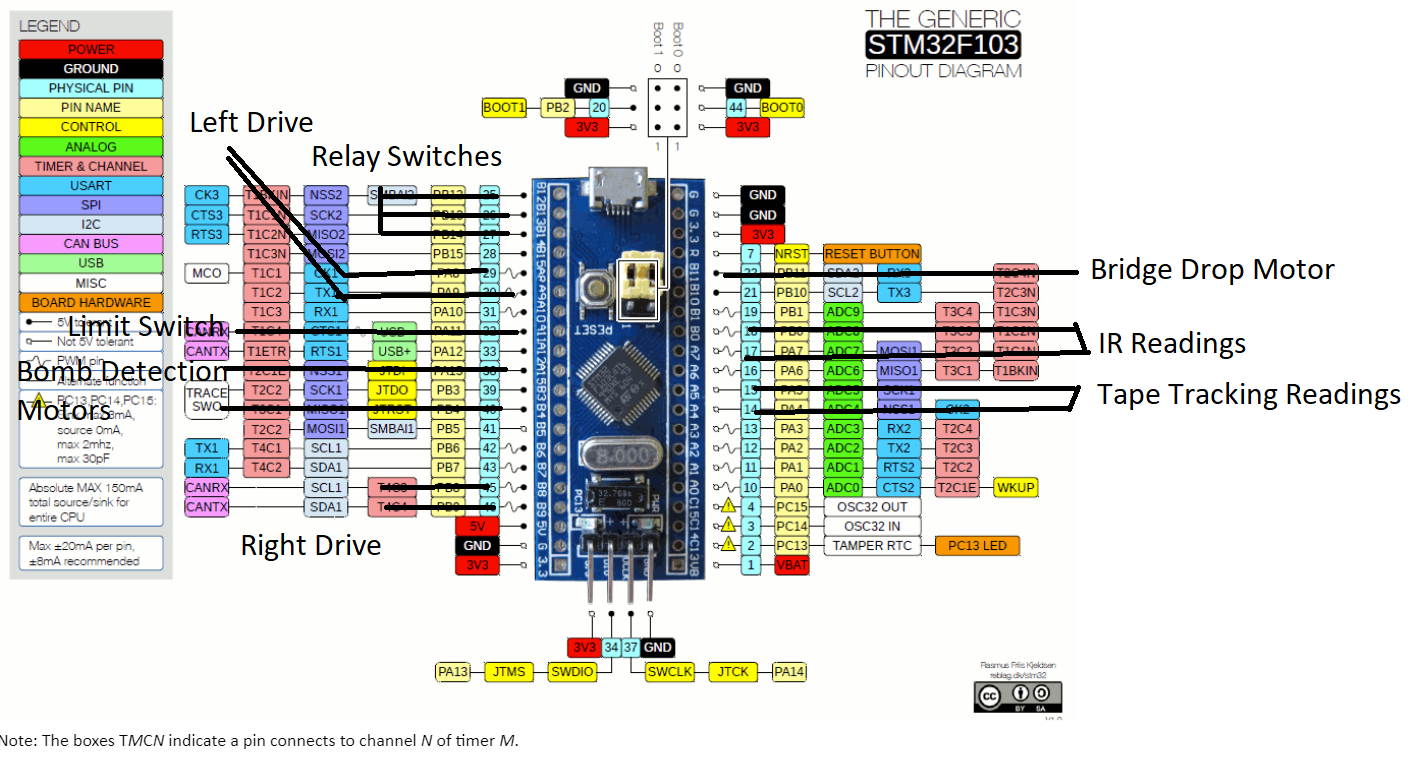 LEGEND
POWER
GROUND
PHYSICAL PIN
PIN NAME
CONTROL
ANALOG
TIMER & CHANNEL
USART
SPI
I2C
CAN BUS
USB
MISC
BOARD HARDWARE
Not 5V tolerant
PWM pin
source 0mA,
max 2mhz,
max 30pF
Absolute MAX 150mA
total source/sink for
entire CPU
Max ±20mA per pin,
±8mA recommended
THE GENERIC
STM32F103
PINOUT DIAGRAM
Boot 1 Boot 0
GND GND
BOOT1 PB2 20 44 BOOT0
3V3 3V3
1 1
Left Drive
Relay Switches
Limit Switch
Bomb Detection
Motors
Right Drive
CK3 T1BKIN NSS2 SMBAI2 PB12 25
CTS3 T1C1N SCK2 PB13 26
RTS3 T1C2N MISO2 PB14 27
T1C3N MOSI2 PB15 28
MCO T1C1 CK1 PA8 29
T1C2 TX1 PA9 30
T1C3 RX1 PA10 31
CANRX T1C4 CTS1 USB- PA11 32
CANTX T1ETR RTS1 USB+ PA12 33
T2C1E NSS1 JTDI PA15 38
TRACE SWO T2C2 SCK1 JTDO PB3 39
T3C1 MISO1 JTRST PB4 40
T2C2 MOSI1 SMBAI1 PB5 41
TX1 T4C1 SCL1 PB6 42
RX1 T4C2 SDA1 PB7 43
CANRX SCL1 T4C3 PB8 45
CANTX SDA1 T4C4 PB9 46
5V
GND
3V3
RESET
8.000
32.768k
PC13
PWR
GND
GND
3V3
7 NRST RESET BUTTON
22 PB11 SDA2 RX3 T2C4N
21 PB10 SCL2 TX3 T2C3N
19 PB1 ADC9 T3C4 T1C3N
18 PB0 ADC8 T3C3 T1C2N
17 PA7 ADC7 MOSI1 T3C2 T1C1N
16 PA6 ADC6 MISO1 T3C1 T1BKIN
15 PA5 ADC5 SCK1
14 PA4 ADC4 NSS1 CK2
13 PA3 ADC3 RX2 T2C4
12 PA2 ADC2 TX2 T2C3
11 PA1 ADC1 RTS2 T2C2
10 PA0 ADC0 CTS2 T2C1E WKUP
4 PC15 OSC32 OUT
3 PC14 OSC32 IN
2 PC13 TAMPER RTC PC13 LED
1 VBAT
Bridge Drop Motor
IR Readings
Tape Tracking Readings
3V3 34 37 GND
PA13 JTMS SWDIO SWCLK JTCK PA14
Rasmus Friis Kjeldsen
reblag.dk/stm32
CC BY SA
Note: The boxes TMCN indicate a pin connects to channel N of timer M.